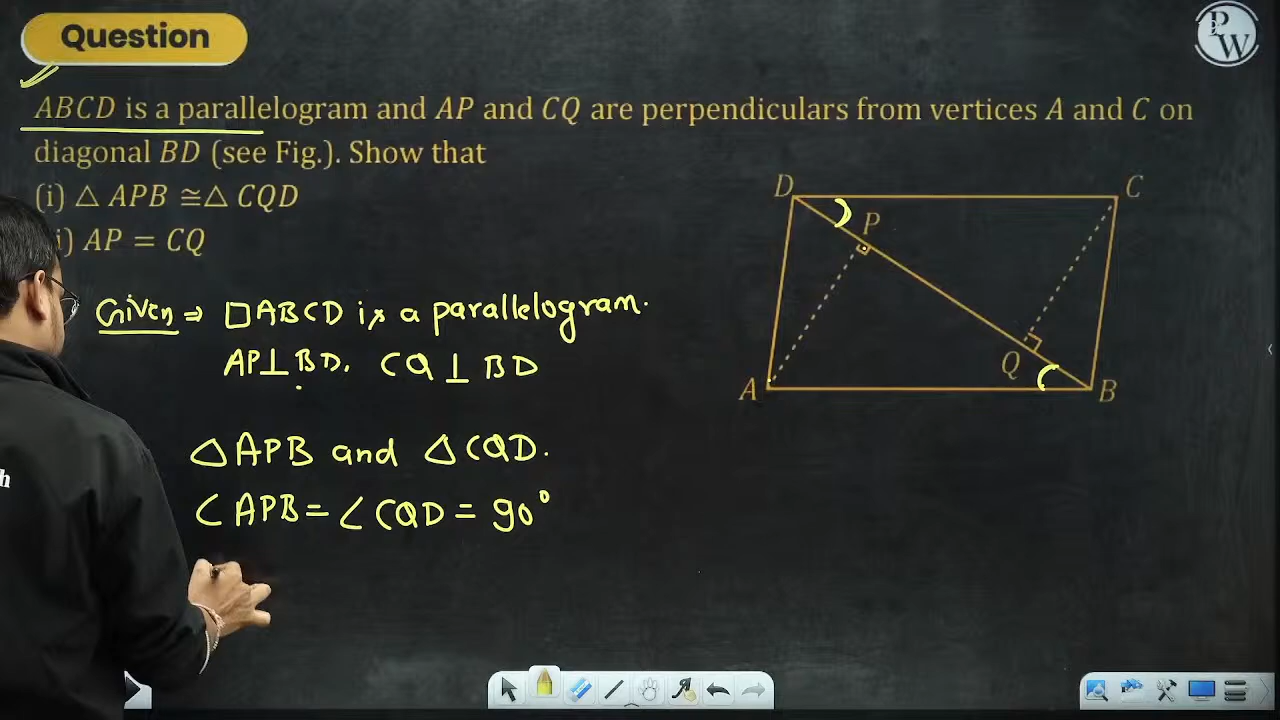 Question
PW
ABCD is a parallelogram and AP and CQ are perpendiculars from vertices A and C on
diagonal BD (see Fig.). Show that
(i) △ APB ≅△ CQD
i) AP = CQ
D
C
P
Q
A
B
Given ⇒ □ABCD is a parallelogram.
AP⊥BD. CQ⊥BD
△APB and △CQD.
∠APB=∠CQD=90°
h